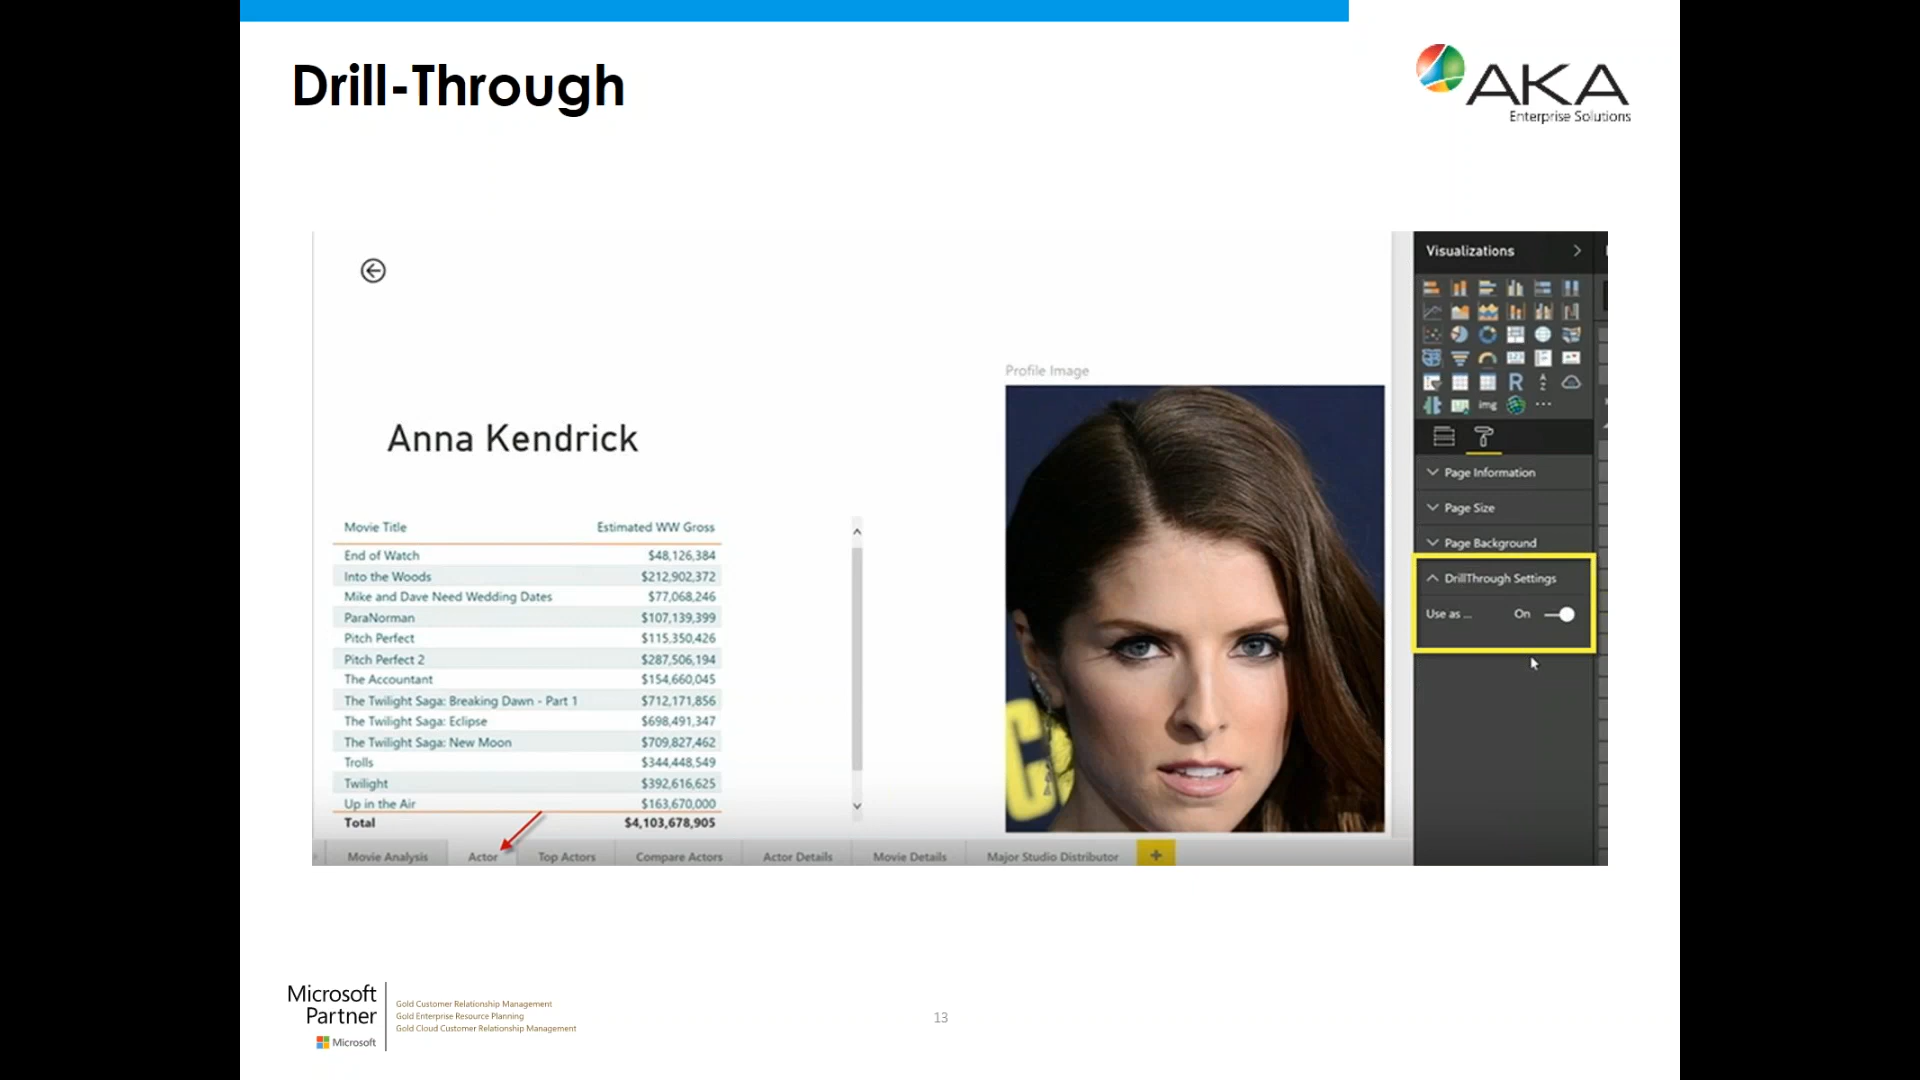 Drill-Through
AKA
Enterprise Solutions
Visualizations
Profile Image
Anna Kendrick
Movie Title Estimated WW Gross
End of Watch $48,126,384
Into the Woods $212,902,372
Mike and Dave Need Wedding Dates $77,068,246
ParaNorman $107,139,399
Pitch Perfect $115,350,426
Pitch Perfect 2 $287,506,194
The Accountant $154,660,045
The Twilight Saga: Breaking Dawn - Part 1 $712,171,856
The Twilight Saga: Eclipse $698,491,347
The Twilight Saga: New Moon $709,827,462
Trolls $344,448,549
Twilight $392,616,625
Up in the Air $163,670,000
Total $4,103,678,905
R
img
Page Information
Page Size
Page Background
DrillThrough Settings
Use as ... On
Movie Analysis Actor Top Actors Compare Actors Actor Details Movie Details Major Studio Distributor +
Microsoft
Partner
Microsoft
Gold Customer Relationship Management
Gold Enterprise Resource Planning
Gold Cloud Customer Relationship Management
13